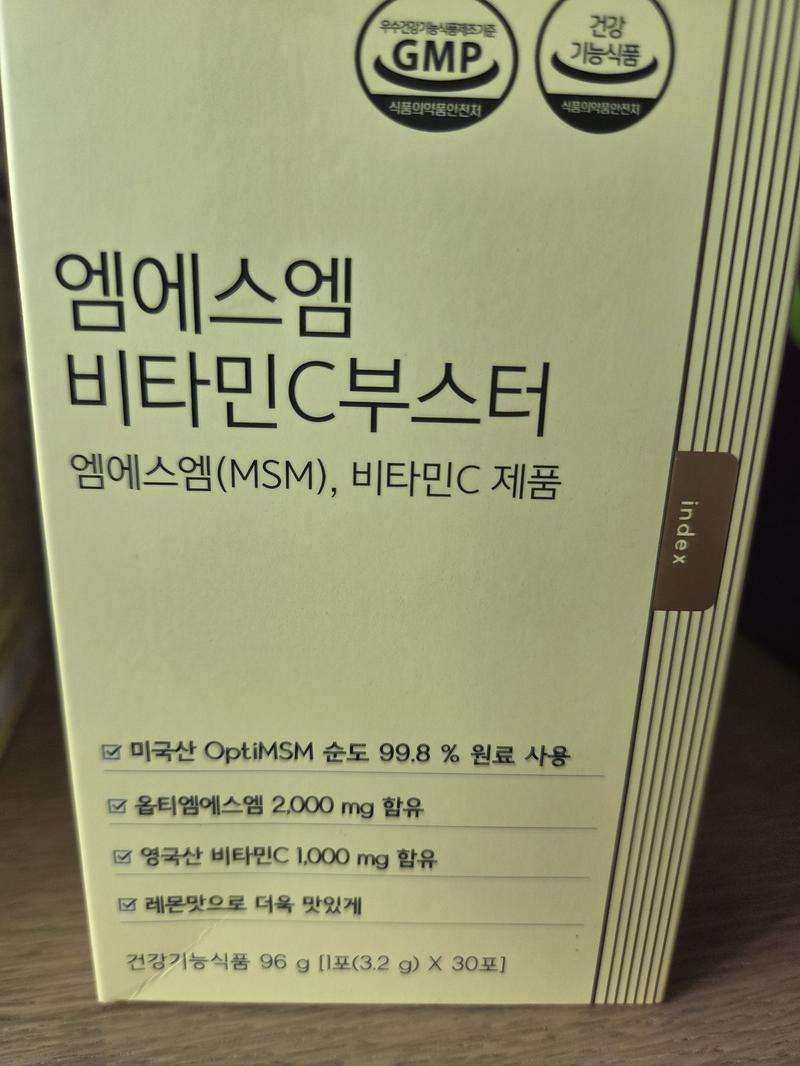 우수건강기능식품제조기준
GMP
식품의약품안전처
건강
기능식품
식품의약품안전처
엠에스엠
비타민C부스터
엠에스엠(MSM), 비타민C 제품
index
미국산 OptiMSM 순도 99.8 % 원료 사용
옵티엠에스엠 2,000 mg 함유
영국산 비타민C 1,000 mg 함유
레몬맛으로 더욱 맛있게
건강기능식품 96 g [1포(3.2 g) X 30포]